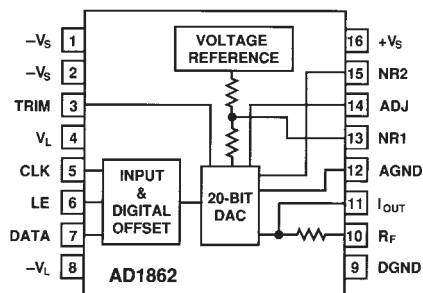 −VS 1
−VS 2
TRIM 3
VL 4
CLK 5
LE 6
DATA 7
−VL 8
VOLTAGE
REFERENCE
INPUT
&
DIGITAL
OFFSET
20-BIT
DAC
AD1862
16 +VS
15 NR2
14 ADJ
13 NR1
12 AGND
11 IOUT
10 RF
9 DGND